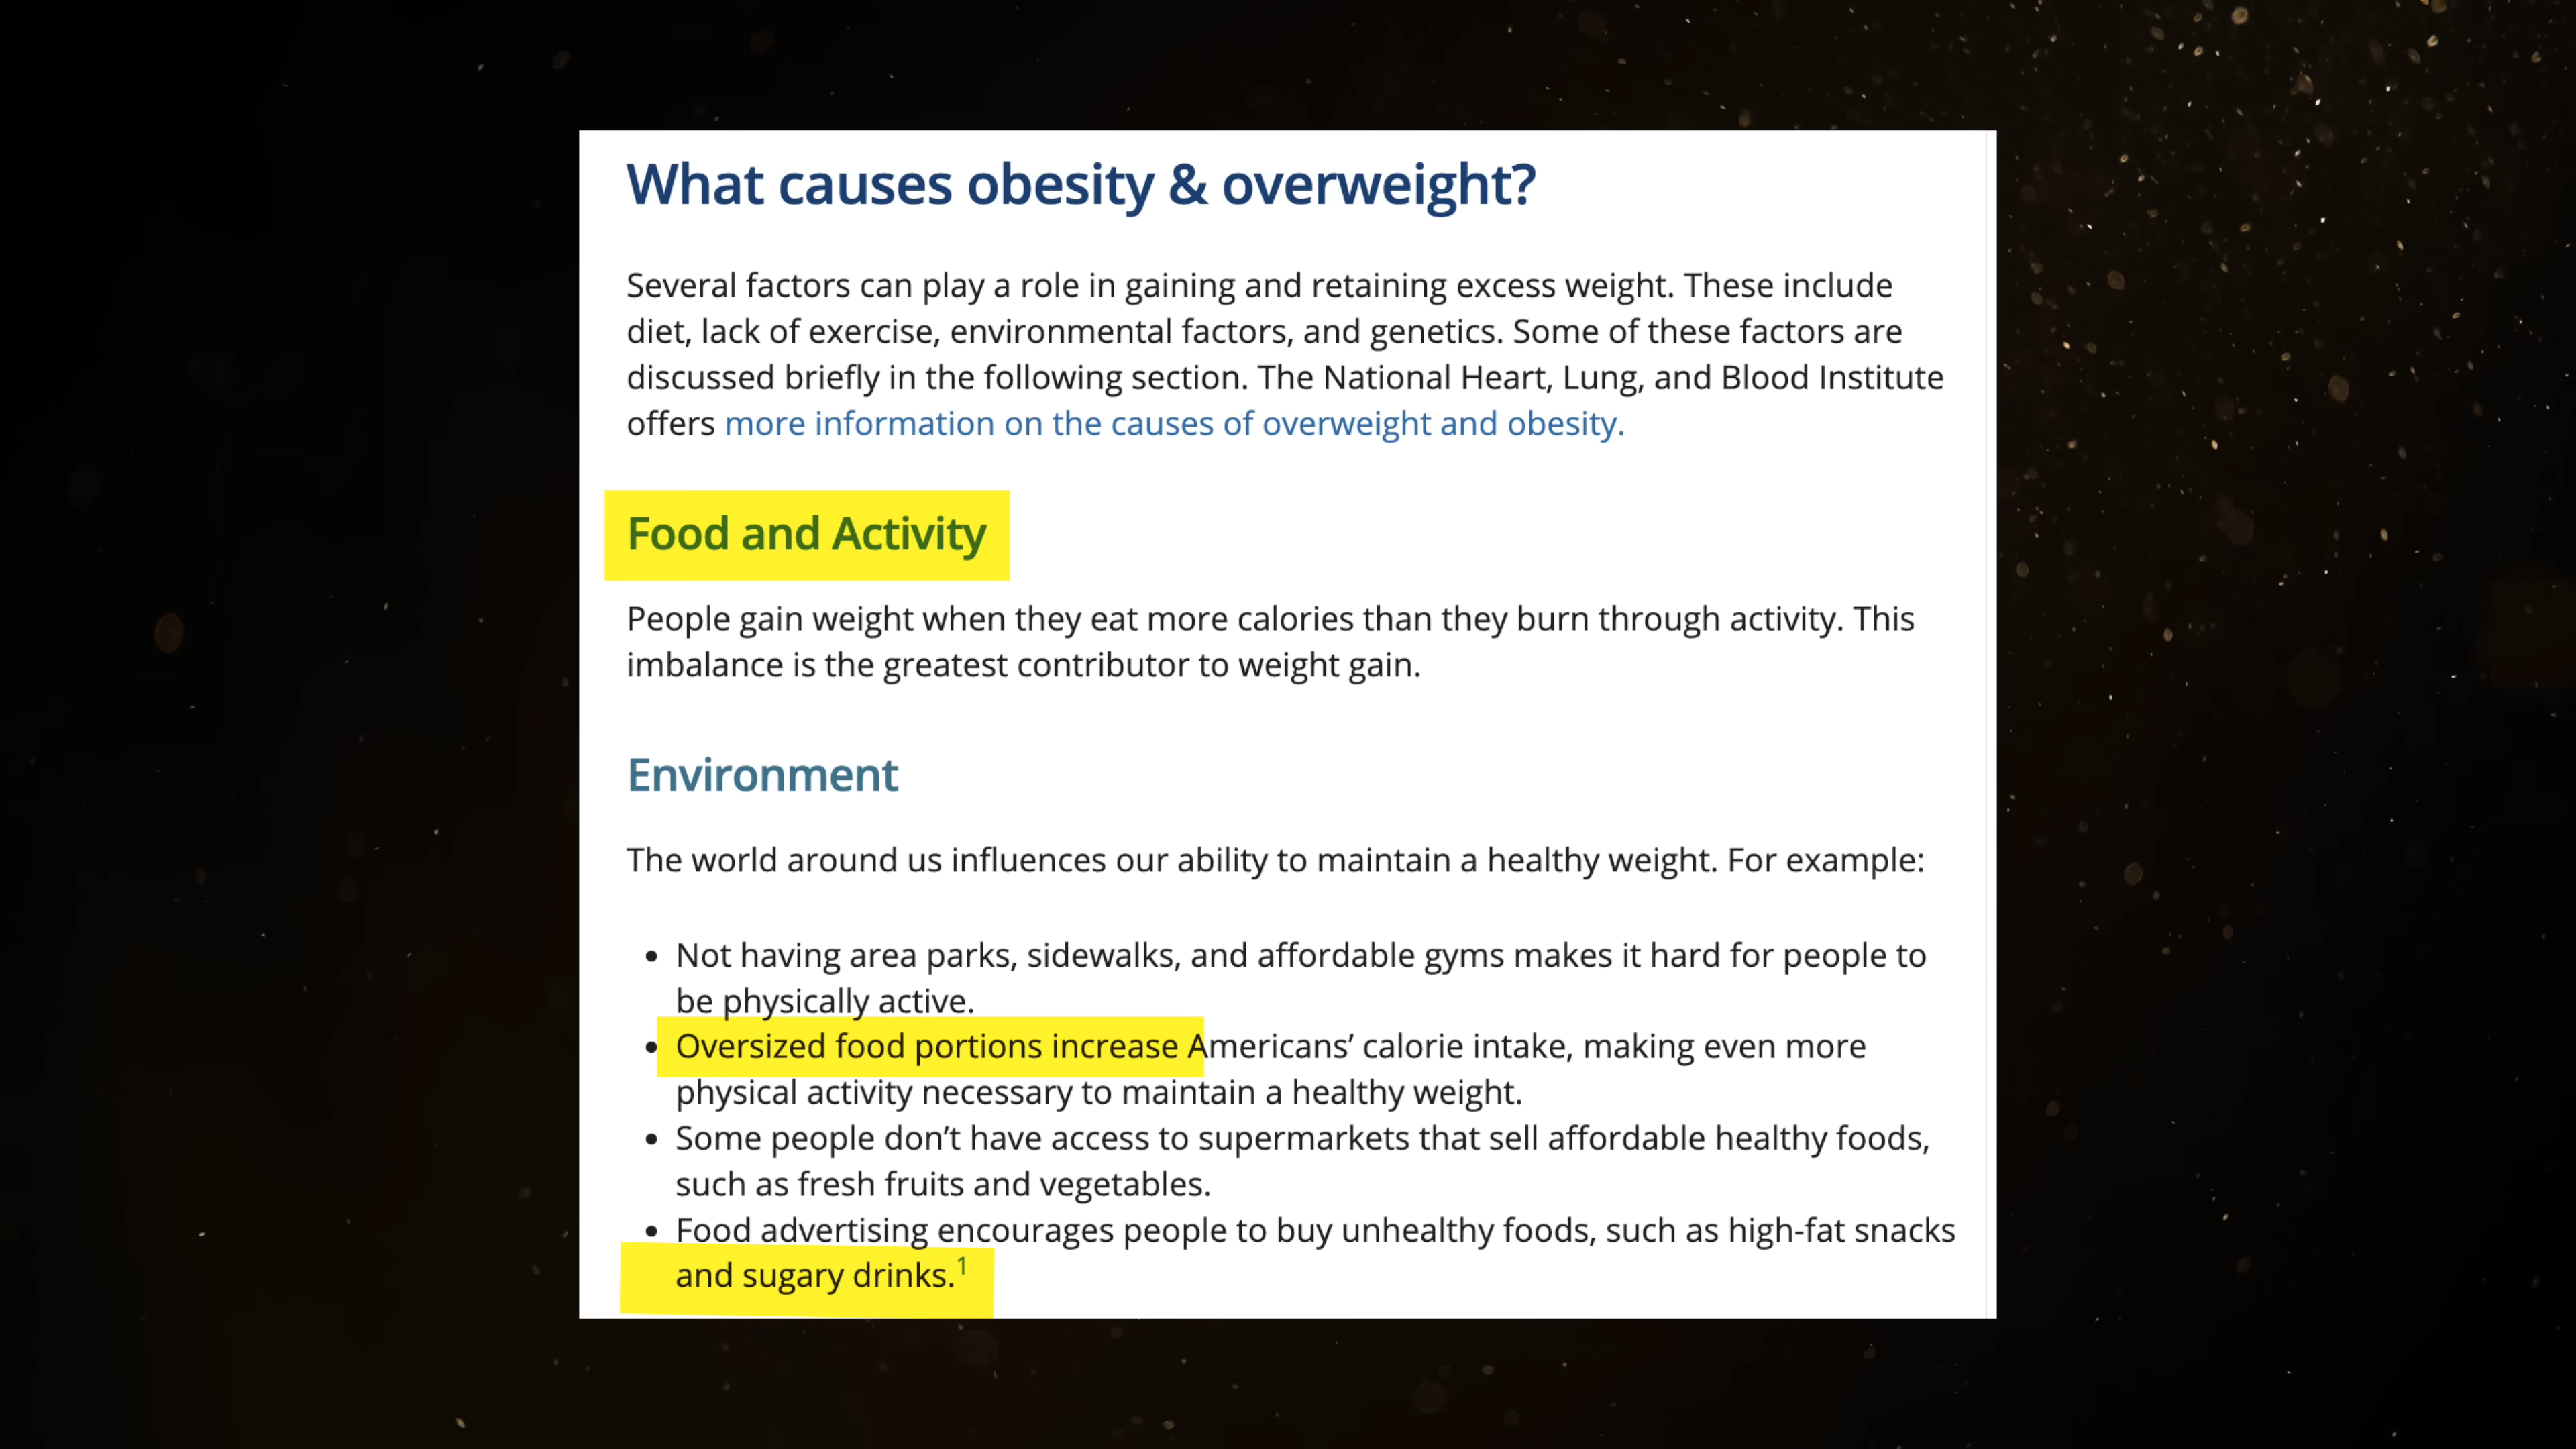 What causes obesity & overweight?
Several factors can play a role in gaining and retaining excess weight. These include
diet, lack of exercise, environmental factors, and genetics. Some of these factors are
discussed briefly in the following section. The National Heart, Lung, and Blood Institute
offers more information on the causes of overweight and obesity.
Food and Activity
People gain weight when they eat more calories than they burn through activity. This
imbalance is the greatest contributor to weight gain.
Environment
The world around us influences our ability to maintain a healthy weight. For example:
• Not having area parks, sidewalks, and affordable gyms makes it hard for people to
be physically active.
• Oversized food portions increase Americans’ calorie intake, making even more
physical activity necessary to maintain a healthy weight.
• Some people don’t have access to supermarkets that sell affordable healthy foods,
such as fresh fruits and vegetables.
• Food advertising encourages people to buy unhealthy foods, such as high-fat snacks
and sugary drinks.¹